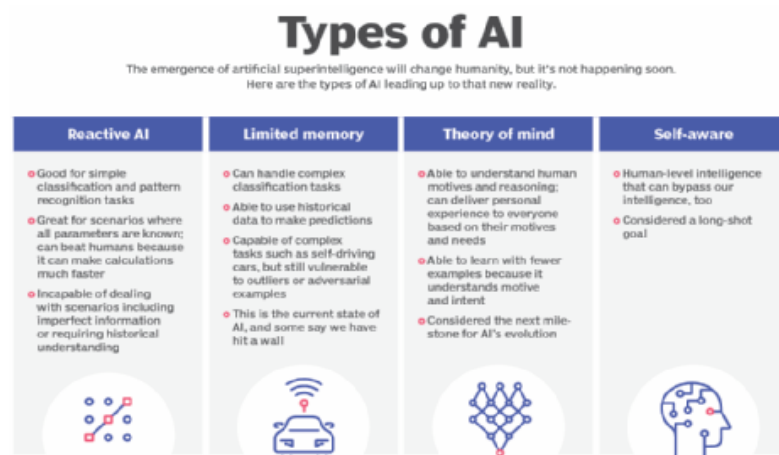 Types of AI
The emergence of artificial superintelligence will change humanity, but it's not happening soon.
Here are the types of AI leading up to that new reality.
Reactive AI
Good for simple
classification and pattern
recognition tasks
Great for scenarios where
all parameters are known;
can beat humans because
it can make calculations
much faster
Incapable of dealing
with scenarios including
imperfect information
or requiring historical
understanding
Limited memory
Can handle complex
classification tasks
Able to use historical
data to make predictions
Capable of complex
tasks such as self-driving
cars, but still vulnerable
to outliers or adversarial
examples
This is the current state of
AI, and some say we have
hit a wall
Theory of mind
Able to understand human
motives and reasoning;
can deliver personal
experience to everyone
based on their motives
and needs
Able to learn with fewer
examples because it
understands motive
and intent
Considered the next mile-
stone for AI's evolution
Self-aware
Human-level intelligence
that can bypass our
intelligence, too
Considered a long-shot
goal